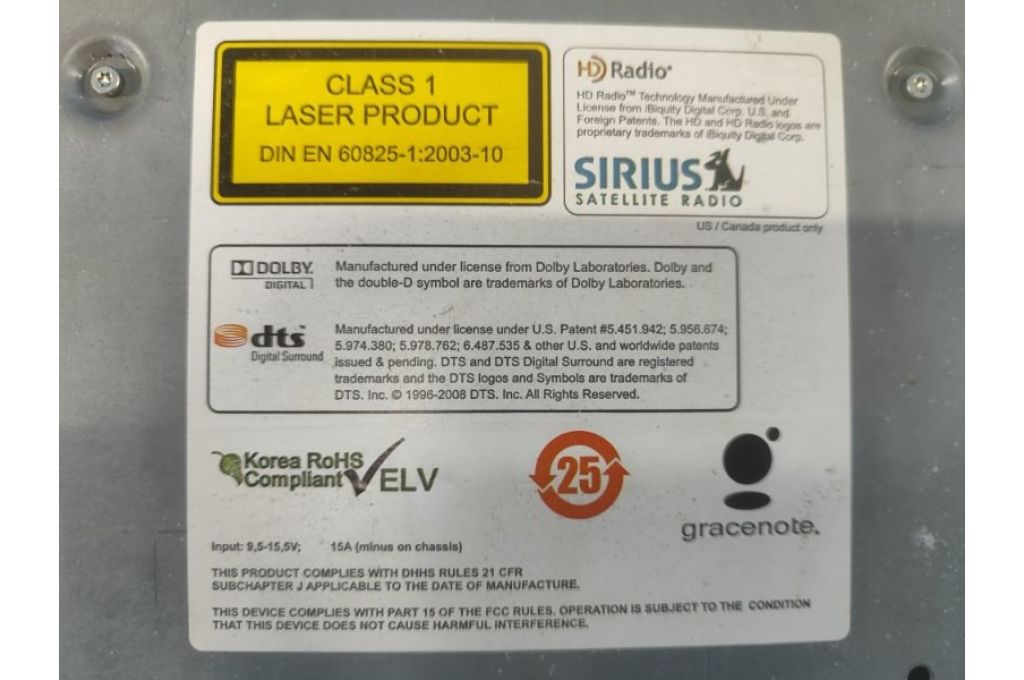 CLASS 1
LASER PRODUCT
DIN EN 60825-1:2003-10
HD Radio
HD Radio™ Technology Manufactured Under
License from iBiquity Digital Corp. U.S. and
Foreign Patents. The HD and HD Radio logos are
proprietary trademarks of iBiquity Digital Corp.
SIRIUS
SATELLITE RADIO
US / Canada product only
DOLBY
DIGITAL
Manufactured under license from Dolby Laboratories. Dolby and
the double-D symbol are trademarks of Dolby Laboratories.
dts
Digital Surround
Manufactured under license under U.S. Patent #5.451.942; 5.956.674;
5.974.380; 5.978.762; 6.487.535 & other U.S. and worldwide patents
issued & pending. DTS and DTS Digital Surround are registered
trademarks and the DTS logos and Symbols are trademarks of
DTS. Inc. © 1996-2008 DTS. Inc. All Rights Reserved.
Korea RoHS
Compliant
ELV
25
gracenote.
Input: 9,5-15,5V; 15A (minus on chassis)
THIS PRODUCT COMPLIES WITH DHHS RULES 21 CFR
SUBCHAPTER J APPLICABLE TO THE DATE OF MANUFACTURE.
THIS DEVICE COMPLIES WITH PART 15 OF THE FCC RULES. OPERATION IS SUBJECT TO THE CONDITION
THAT THIS DEVICE DOES NOT CAUSE HARMFUL INTERFERENCE.